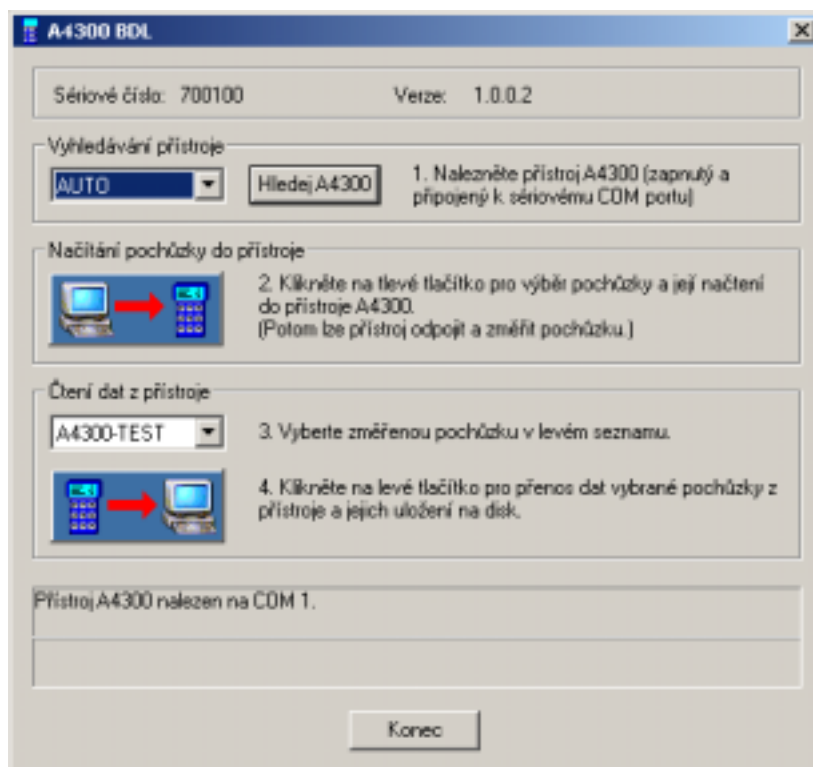 A4300 BDL
Sériové číslo: 700100 Verze: 1.0.0.2
Vyhledávání přístroje
AUTO
Hledej A4300
1. Nalezněte přístroj A4300 (zapnutý a
připojený k sériovému COM portu)
Načítání pochůzky do přístroje
2. Klikněte na tlevé tlačítko pro výběr pochůzky a její načtení
do přístroje A4300.
(Potom lze přístroj odpojit a změřit pochůzku.)
Čtení dat z přístroje
A4300-TEST
3. Vyberte změřenou pochůzku v levém seznamu.
4. Klikněte na levé tlačítko pro přenos dat vybrané pochůzky z
přístroje a jejich uložení na disk.
Přístroj A4300 nalezen na COM 1.
Konec